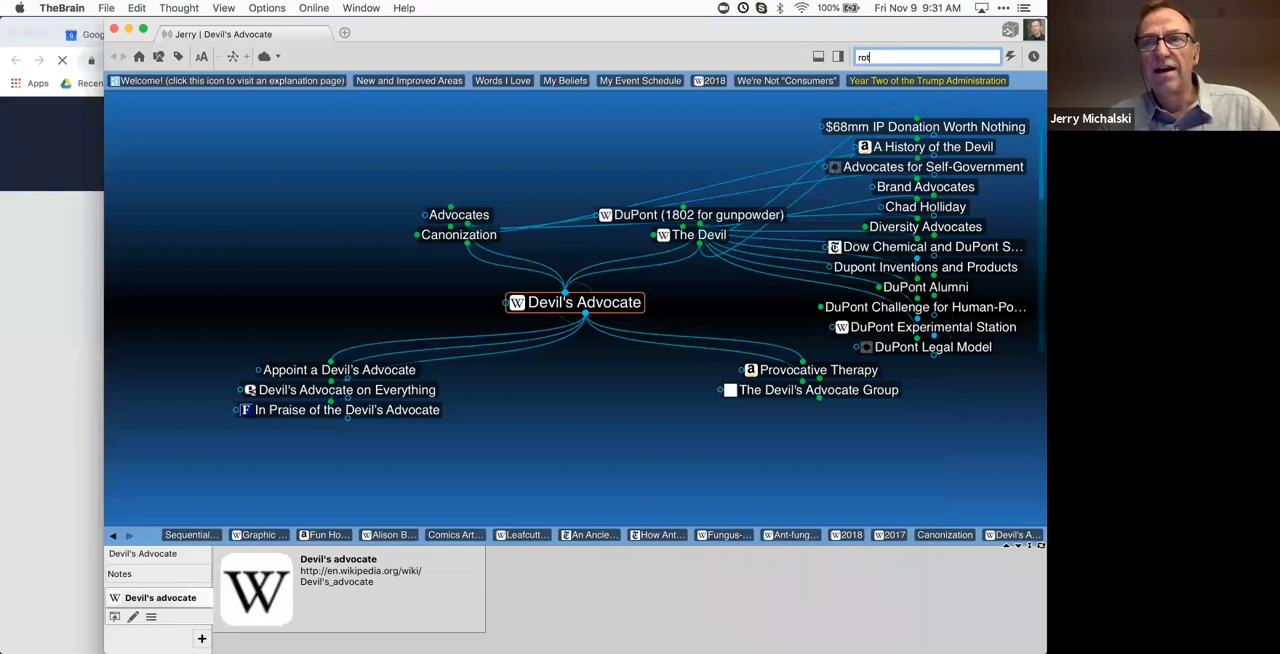 TheBrain File Edit Thought View Options Online Window Help 100% Fri Nov 9 9:31 AM
Goog
Jerry | Devil's Advocate
AA
rot
Apps Recen
Welcome! (click this icon to visit an explanation page) New and Improved Areas Words I Love My Beliefs My Event Schedule W 2018 We're Not “Consumers” Year Two of the Trump Administration
Jerry Michalski
$68mm IP Donation Worth Nothing
a A History of the Devil
Advocates for Self-Government
Brand Advocates
Chad Holliday
Advocates
W DuPont (1802 for gunpowder)
Diversity Advocates
Canonization
W The Devil
T Dow Chemical and DuPont S...
Dupont Inventions and Products
DuPont Alumni
W Devil's Advocate
DuPont Challenge for Human-Po...
W DuPont Experimental Station
DuPont Legal Model
Appoint a Devil's Advocate
a Provocative Therapy
Devil's Advocate on Everything
The Devil's Advocate Group
F In Praise of the Devil's Advocate
Sequential... W Graphic ... a Fun Ho... W Alison B... Comics Art... W Leafcutt... T An Ancie... T How Ant... W Fungus-... W Ant-fung... W 2018 W 2017 Canonization W Devil's A...
Devil's Advocate
Notes
W Devil's advocate
W
Devil's advocate
http://en.wikipedia.org/wiki/
Devil's_advocate
+